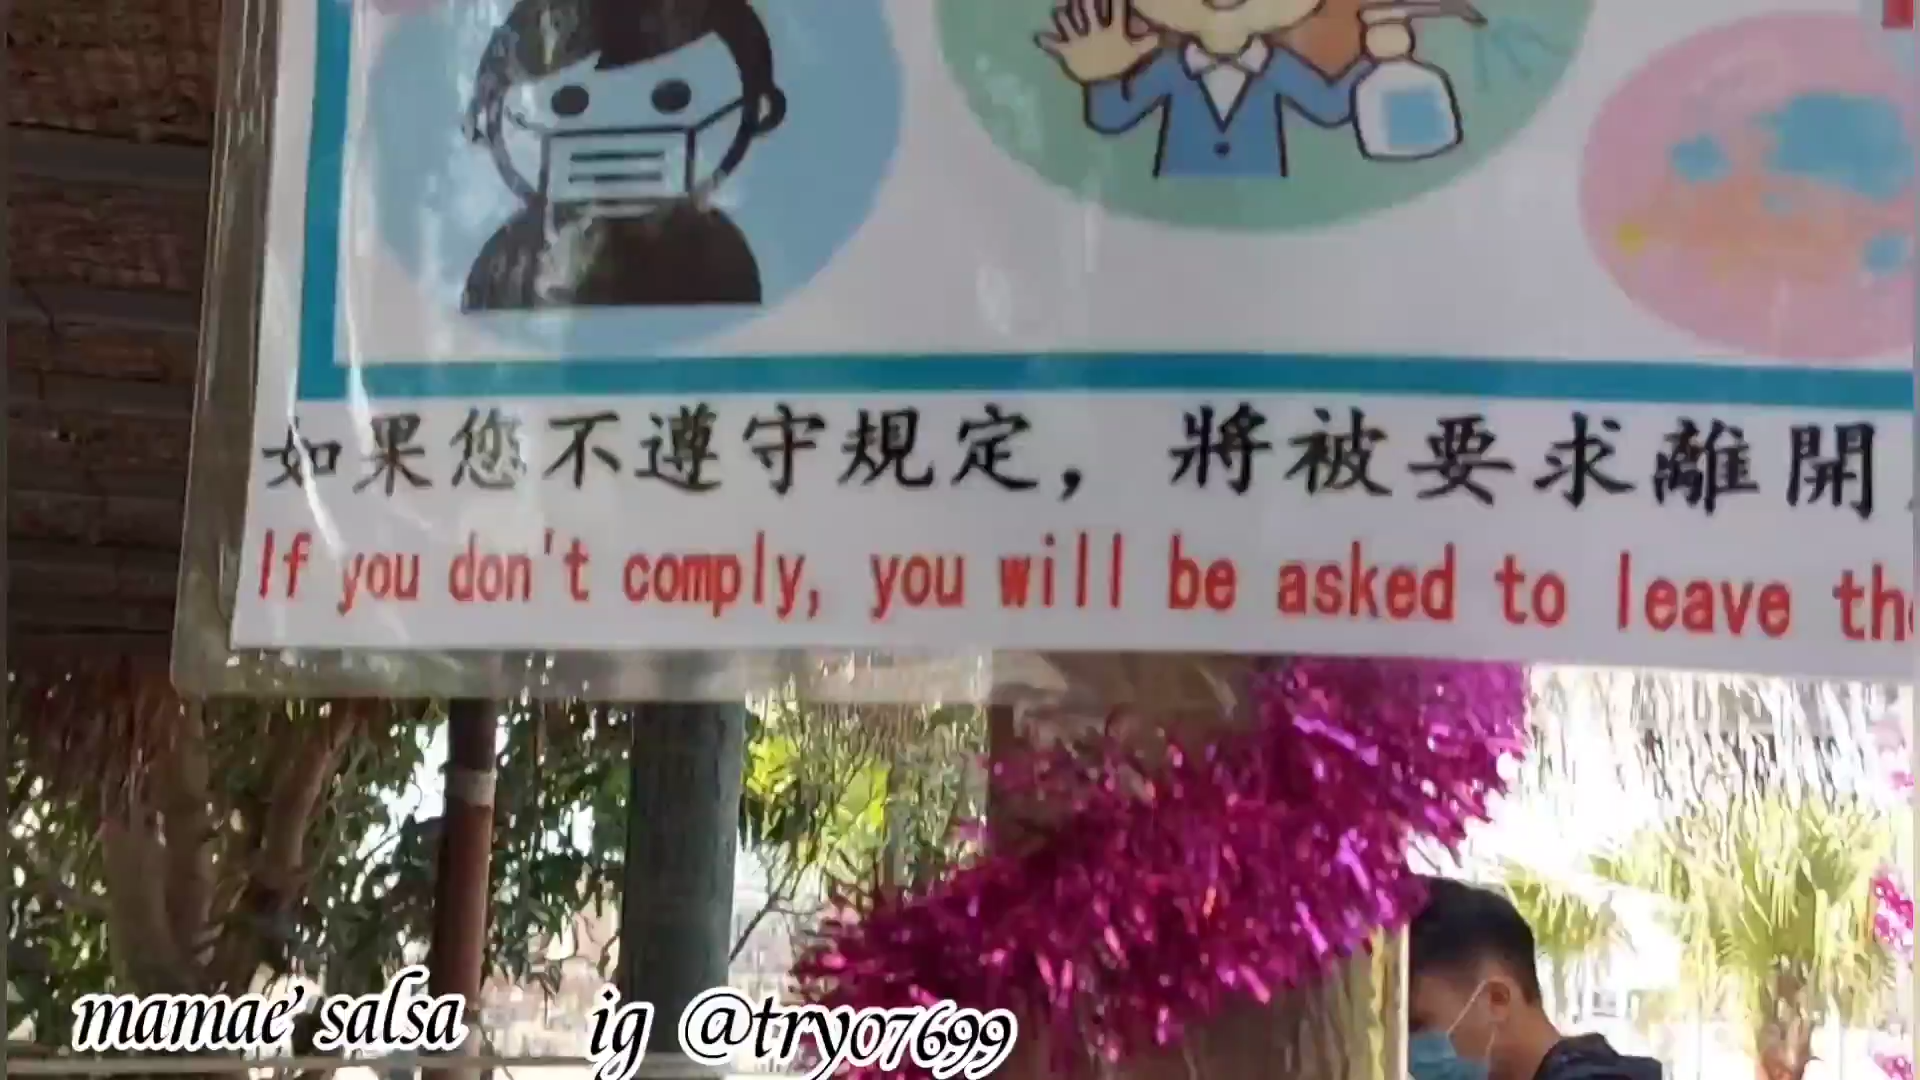 如果您不遵守規定，將被要求離開
If you don't comply, you will be asked to leave
mamae' salsa ig @try07699